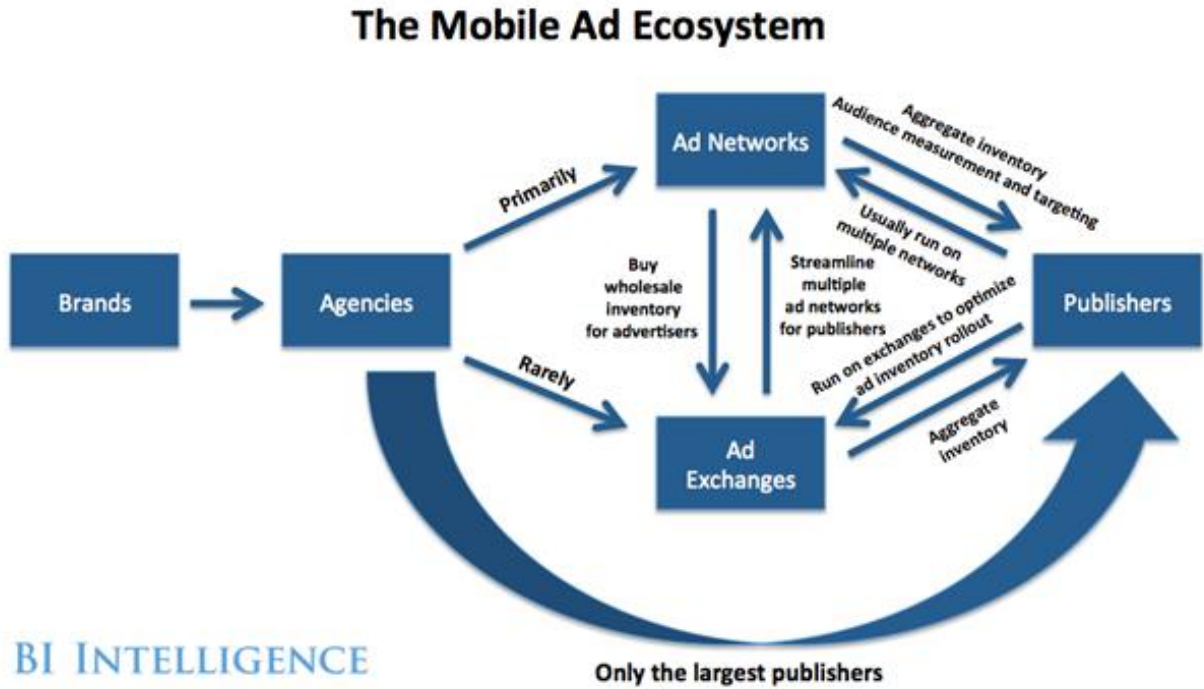 The Mobile Ad Ecosystem
Ad Networks
Aggregate inventory
Audience measurement and targeting
Primarily
Usually run on
multiple networks
Brands
Agencies
Buy
wholesale
inventory
for advertisers
Streamline
multiple
ad networks
for publishers
Publishers
Run on exchanges to optimize
ad inventory rollout
Rarely
Aggregate
inventory
Ad
Exchanges
BI INTELLIGENCE
Only the largest publishers